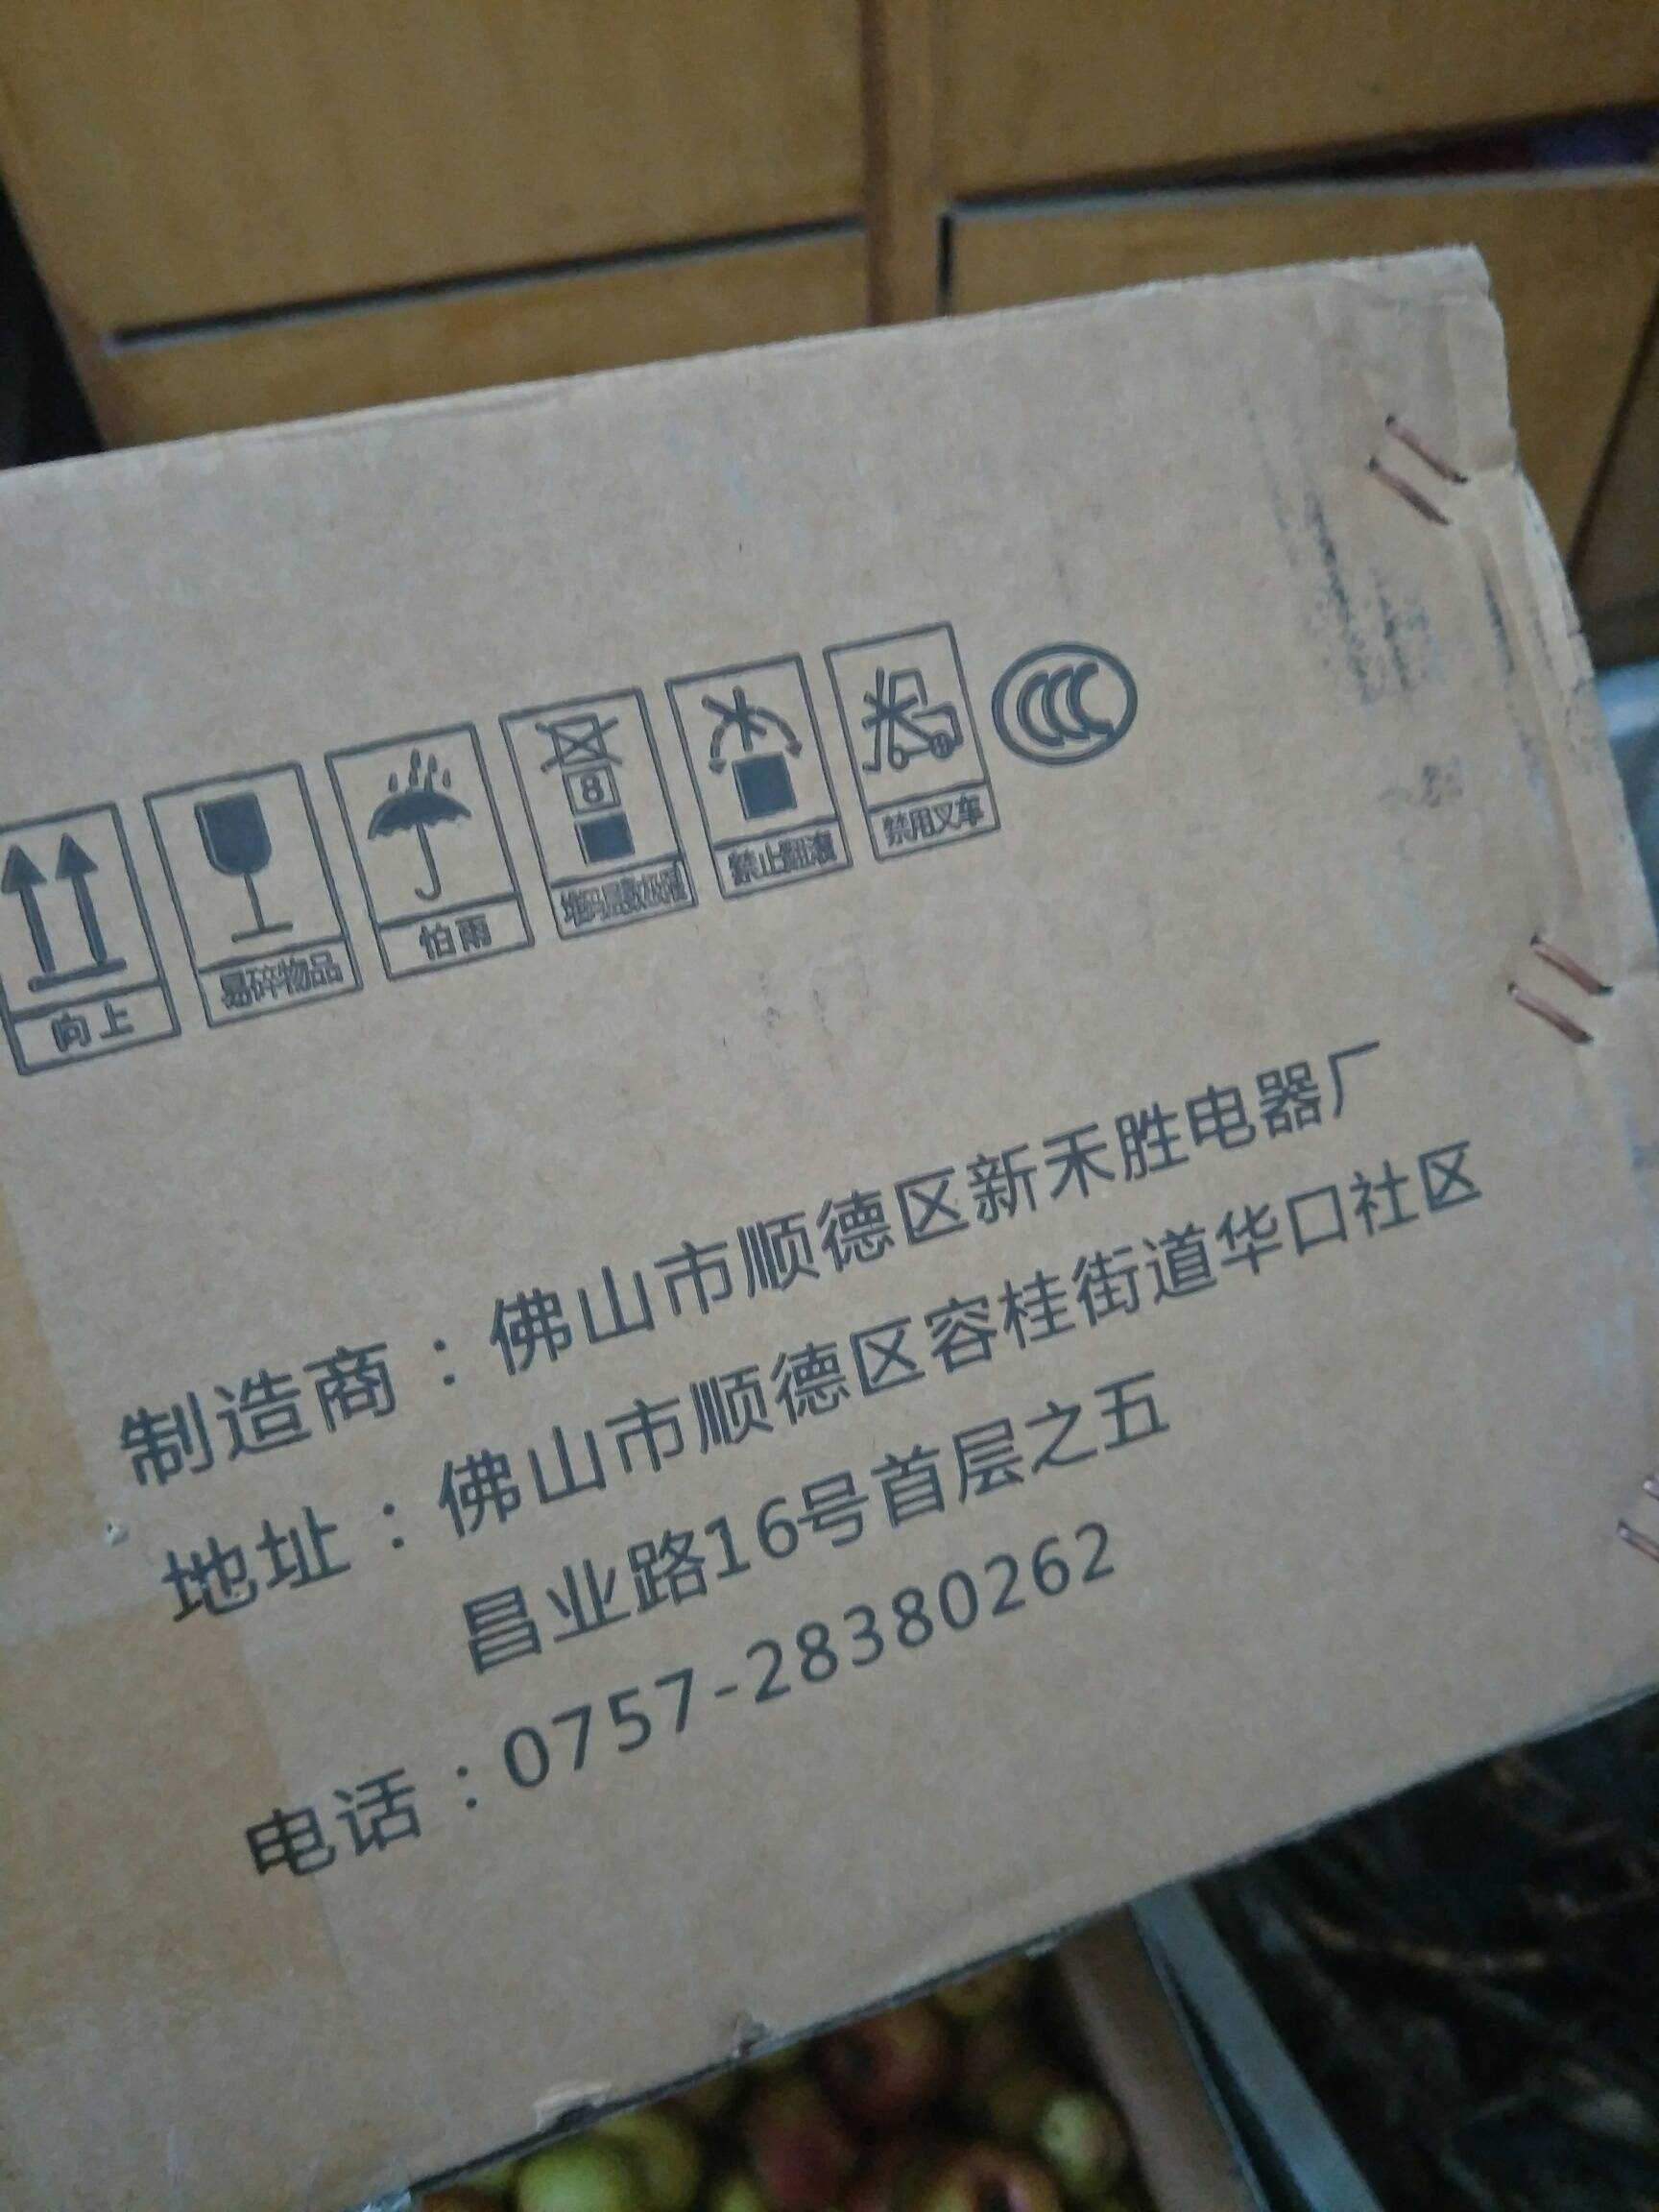 向上
易碎物品
怕雨
8
堆码层数极限
禁止翻滚
禁用叉车
CCC
制造商：佛山市顺德区新禾胜电器厂
地址：佛山市顺德区容桂街道华口社区
昌业路16号首层之五
电话：0757-28380262